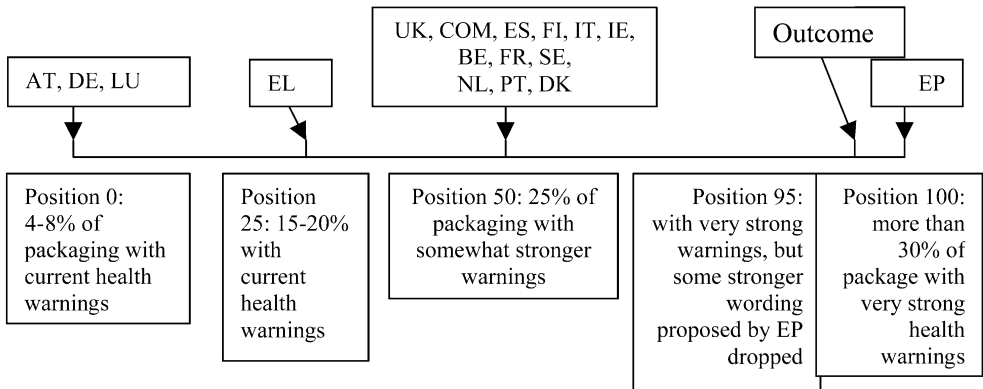 AT, DE, LU
EL
UK, COM, ES, FI, IT, IE,
BE, FR, SE,
NL, PT, DK
Outcome
EP
Position 0:
4-8% of
packaging with
current health
warnings
Position
25: 15-20%
with
current
health
warnings
Position 50: 25% of
packaging with
somewhat stronger
warnings
Position 95:
with very strong
warnings, but
some stronger
wording
proposed by EP
dropped
Position 100:
more than
30% of
package with
very strong
health
warnings